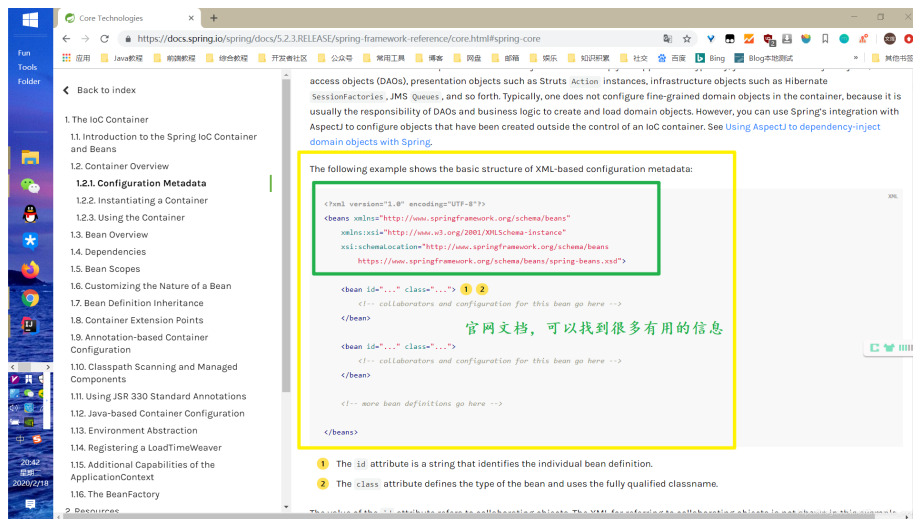 Core Technologies
https://docs.spring.io/spring/docs/5.2.3.RELEASE/spring-framework-reference/core.html#spring-core
应用 Java教程 前端教程 综合教程 开发者社区 公众号 常用工具 博客 网盘 邮箱 娱乐 知识积累 社交 百度 Bing Blog本地测试 » 其他书签
Fun
Tools
Folder
Back to index
1. The IoC Container
1.1. Introduction to the Spring IoC Container
and Beans
1.2. Container Overview
1.2.1. Configuration Metadata
1.2.2. Instantiating a Container
1.2.3. Using the Container
1.3. Bean Overview
1.4. Dependencies
1.5. Bean Scopes
1.6. Customizing the Nature of a Bean
1.7. Bean Definition Inheritance
1.8. Container Extension Points
1.9. Annotation-based Container
Configuration
1.10. Classpath Scanning and Managed
Components
1.11. Using JSR 330 Standard Annotations
1.12. Java-based Container Configuration
1.13. Environment Abstraction
1.14. Registering a LoadTimeWeaver
1.15. Additional Capabilities of the
ApplicationContext
1.16. The BeanFactory
2. Resources
access objects (DAOs), presentation objects such as Struts Action instances, infrastructure objects such as Hibernate
SessionFactories, JMS Queues, and so forth. Typically, one does not configure fine-grained domain objects in the container, because it is
usually the responsibility of DAOs and business logic to create and load domain objects. However, you can use Spring's integration with
AspectJ to configure objects that have been created outside the control of an IoC container. See Using AspectJ to dependency-inject
domain objects with Spring.
The following example shows the basic structure of XML-based configuration metadata:
XML
<?xml version="1.0" encoding="UTF-8"?>
<beans xmlns="http://www.springframework.org/schema/beans"
xmlns:xsi="http://www.w3.org/2001/XMLSchema-instance"
xsi:schemaLocation="http://www.springframework.org/schema/beans
https://www.springframework.org/schema/beans/spring-beans.xsd">
<bean id="..." class="..."> 1 2
<!-- collaborators and configuration for this bean go here -->
</bean>
官网文档，可以找到很多有用的信息
<bean id="..." class="...">
<!-- collaborators and configuration for this bean go here -->
</bean>
<!-- more bean definitions go here -->
</beans>
1 The id attribute is a string that identifies the individual bean definition.
2 The class attribute defines the type of the bean and uses the fully qualified classname.
中
20:42
星期二
2020/2/18